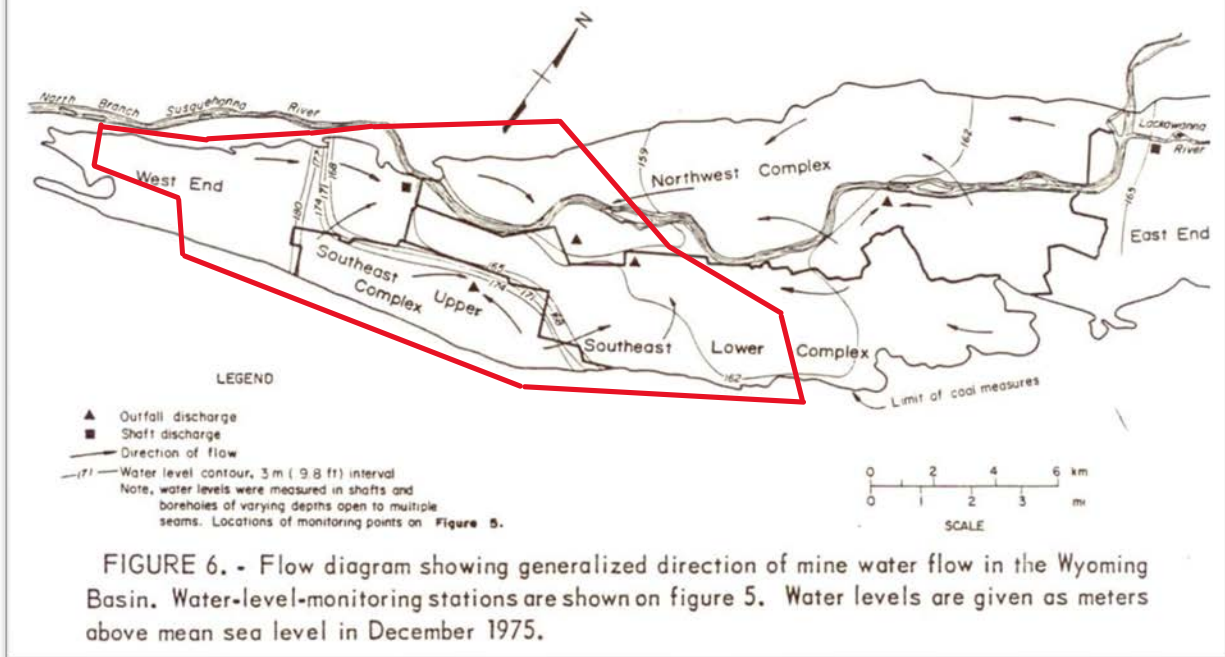 N
North Branch Susquehanna River
Lackawanna
River
162
159
Northwest Complex
165
173
168
West End
171
174
180
East End
Southeast
Complex Upper
165
174
171
Southeast Lower Complex
162
Limit of coal measures
LEGEND
Outfall discharge
Shaft discharge
Direction of flow
171 Water level contour, 3 m ( 9.8 ft) interval
Note, water levels were measured in shafts and
boreholes of varying depths open to multiple
seams. Locations of monitoring points on Figure 5.
0 2 4 6 km
0 1 2 3 mi
SCALE
FIGURE 6. - Flow diagram showing generalized direction of mine water flow in the Wyoming
Basin. Water-level-monitoring stations are shown on figure 5. Water levels are given as meters
above mean sea level in December 1975.